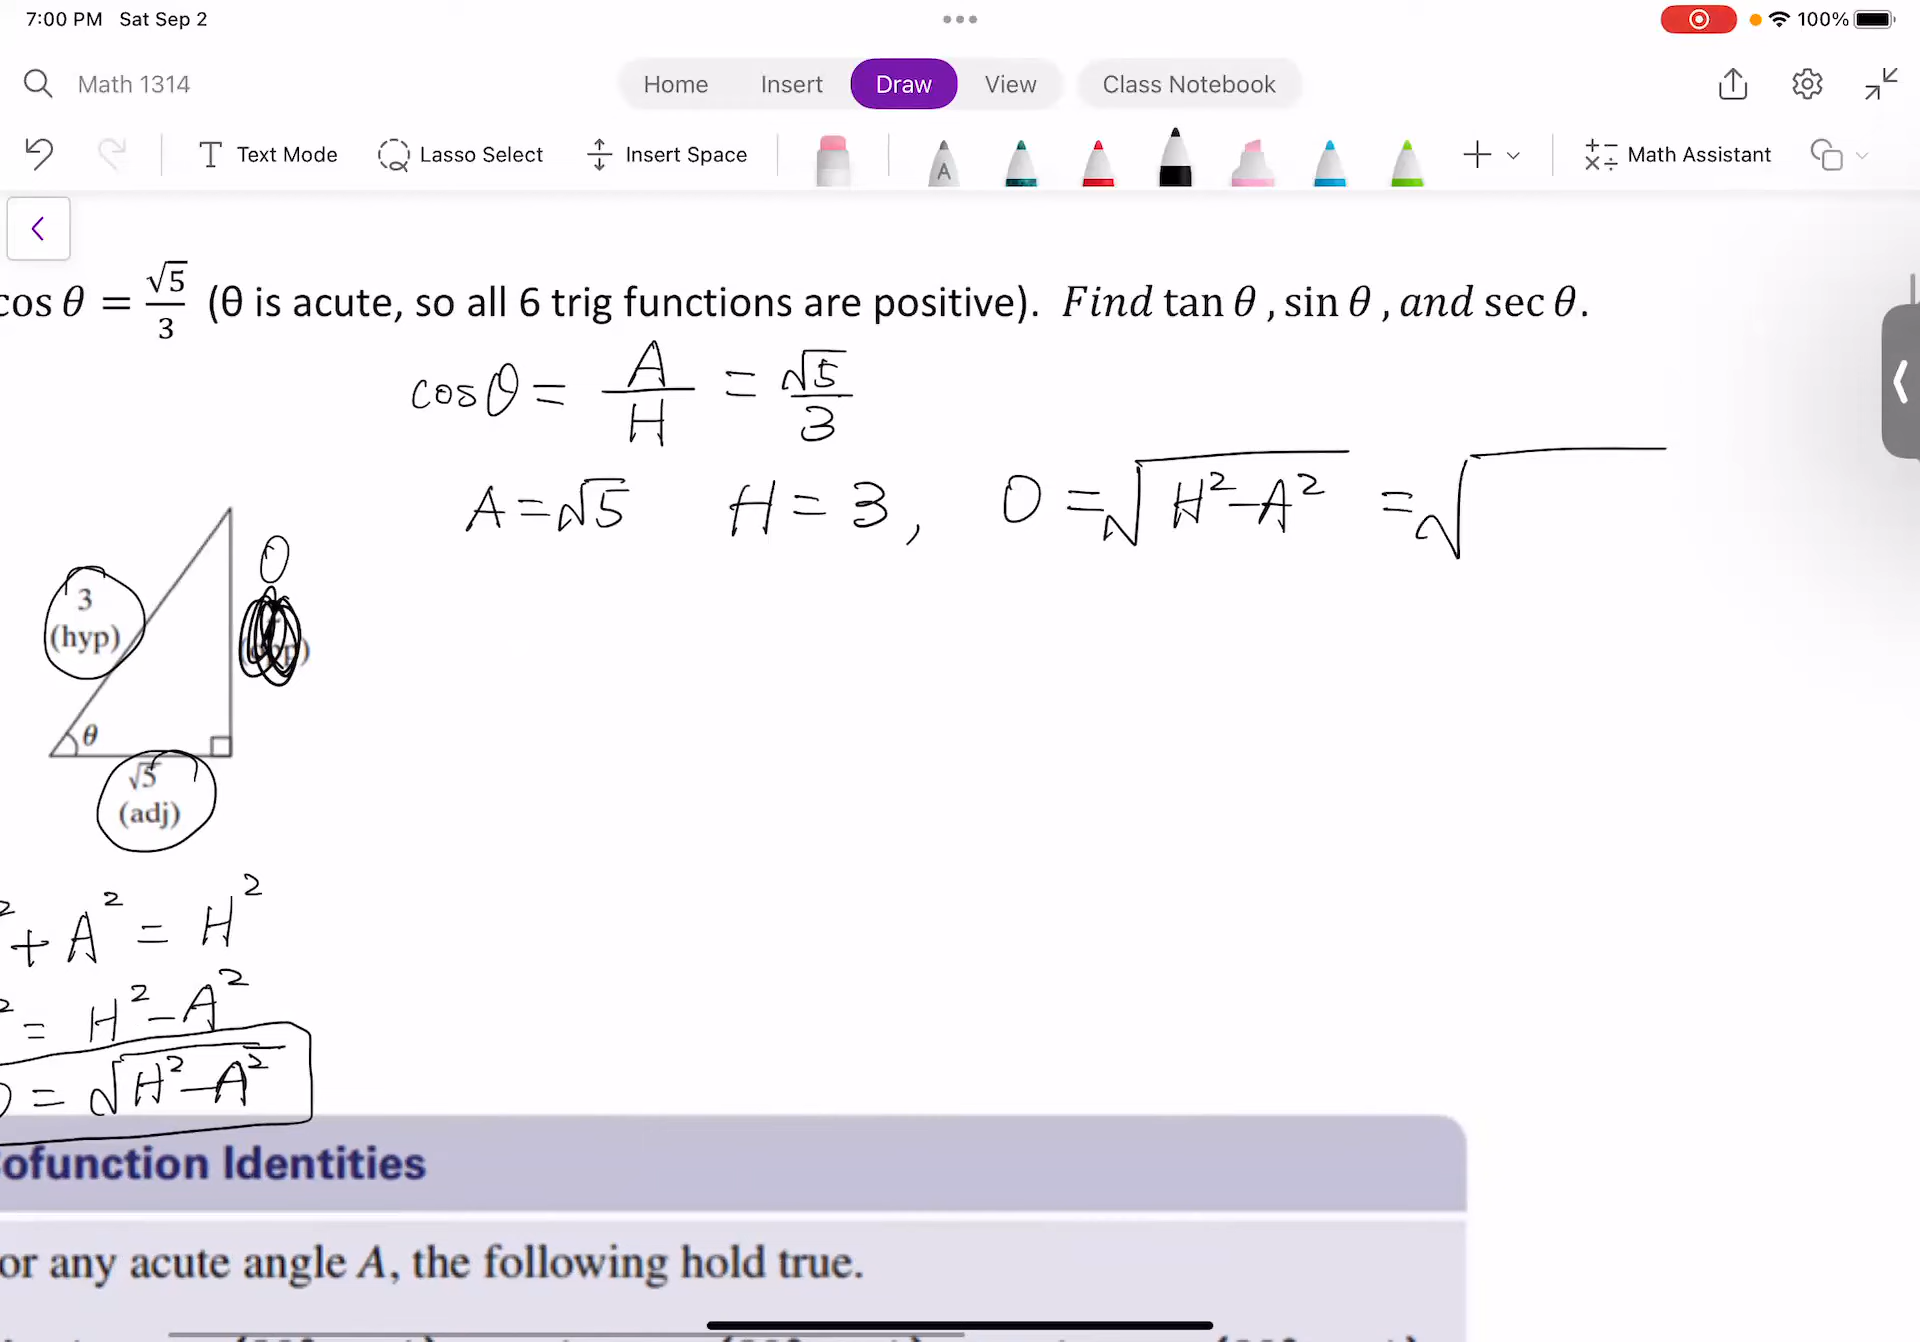 7:00 PM Sat Sep 2
100%
Math 1314
Home Insert Draw View Class Notebook
Text Mode Lasso Select Insert Space A Math Assistant
cos θ = √5/3 (θ is acute, so all 6 trig functions are positive). Find tan θ , sin θ , and sec θ.
cosθ = A/H = √5/3
A = √5 H = 3, O = √(H²-A²) = √
O
3
(hyp)
θ
√5
(adj)
² + A² = H²
² = H² - A²
O = √(H²-A²)
ofunction Identities
or any acute angle A, the following hold true.